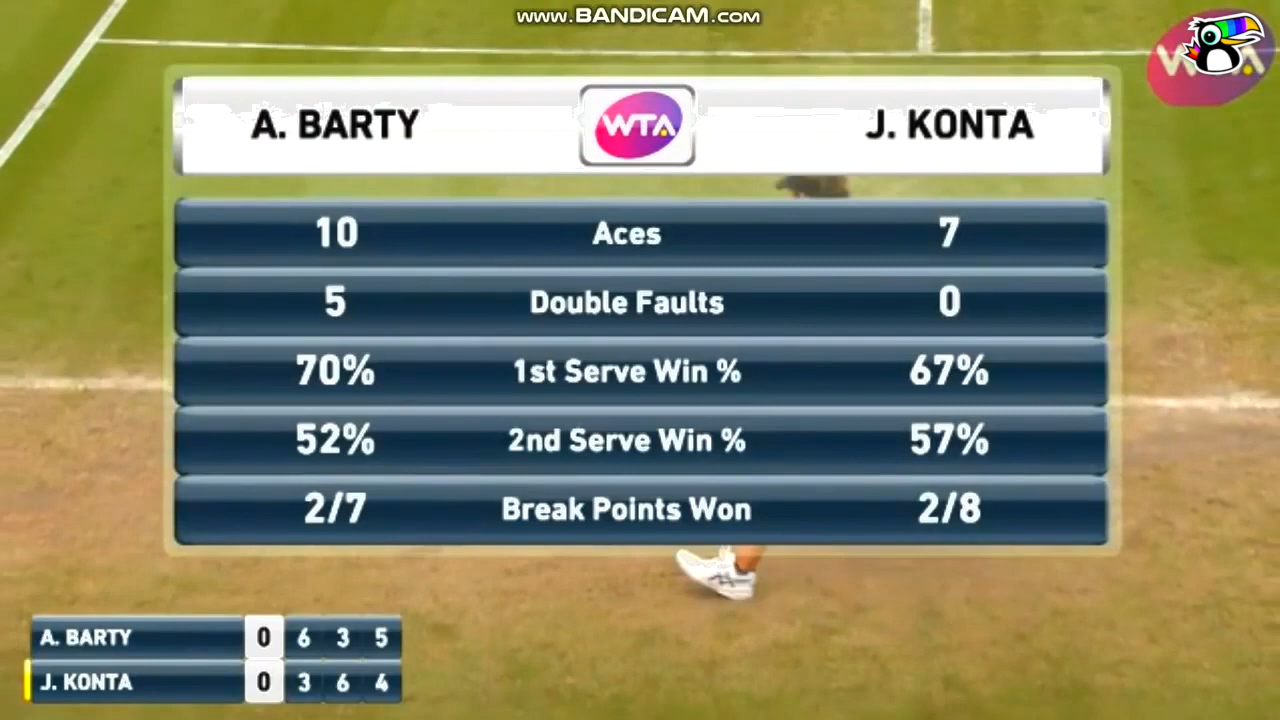 www.BANDICAM.com
WTA
A. BARTY WTA J. KONTA
10 Aces 7
5 Double Faults 0
70% 1st Serve Win % 67%
52% 2nd Serve Win % 57%
2/7 Break Points Won 2/8
A. BARTY 0 6 3 5
J. KONTA 0 3 6 4